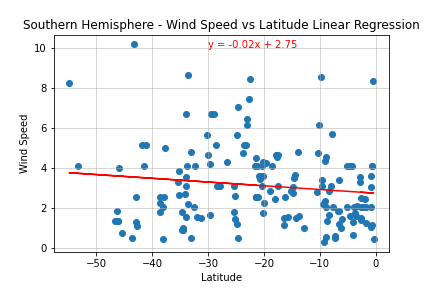 Southern Hemisphere - Wind Speed vs Latitude Linear Regression
y = -0.02x + 2.75
10
8
6
4
2
0
Wind Speed
−50 −40 −30 −20 −10 0
Latitude